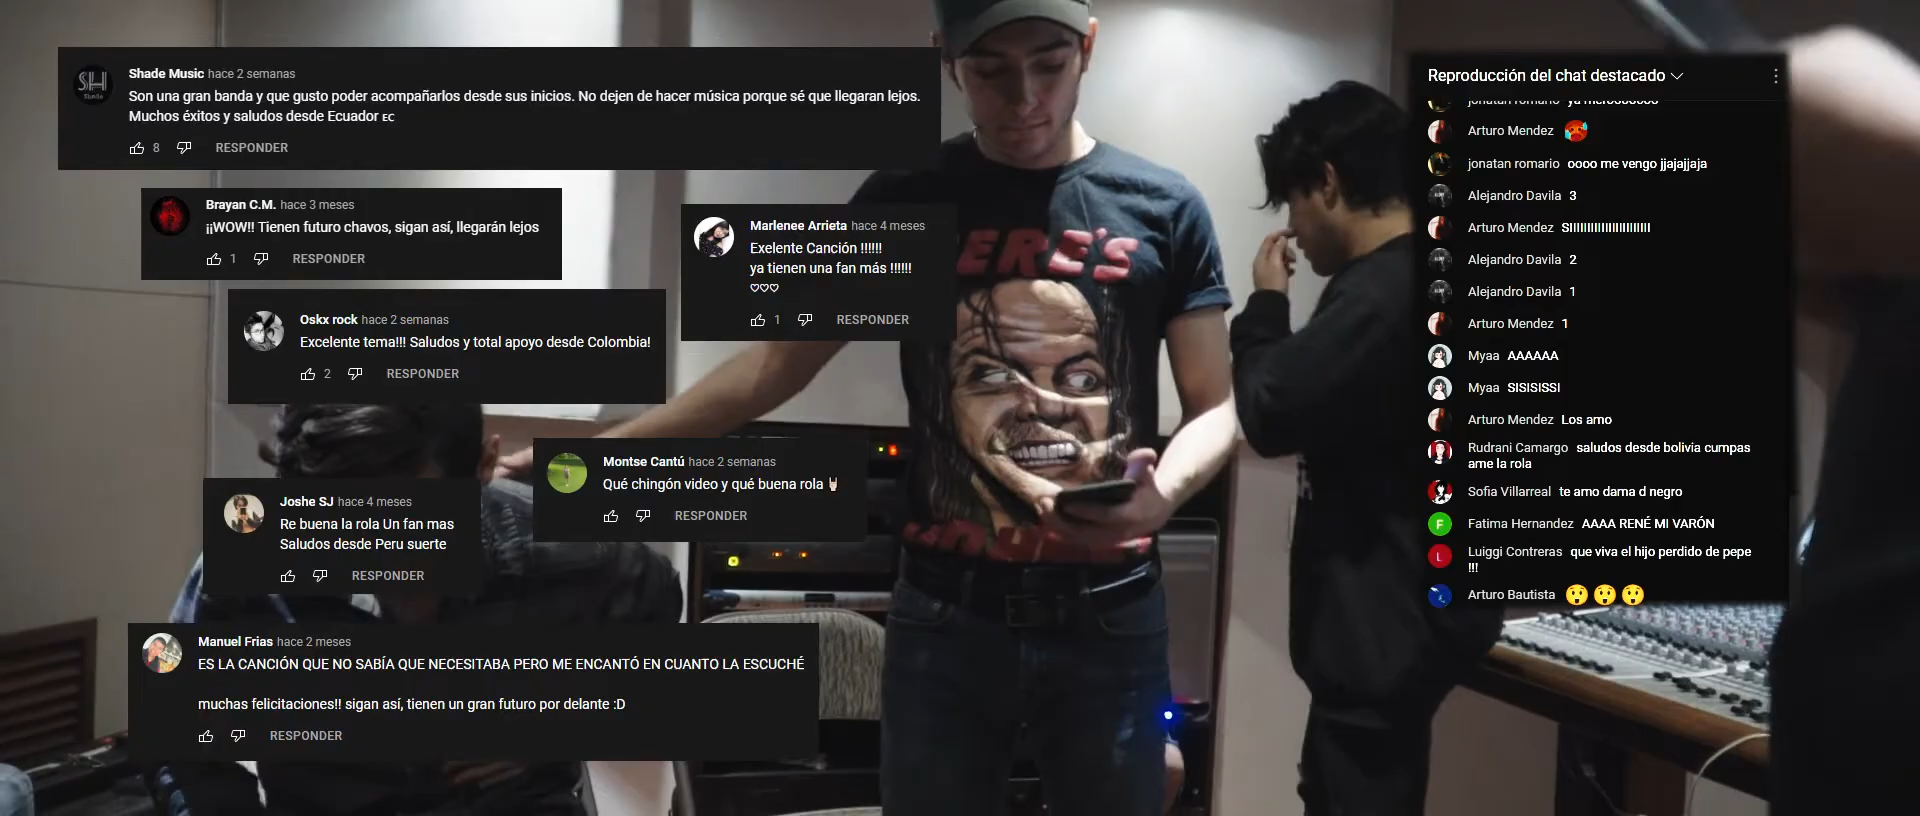 Shade Music hace 2 semanas
Son una gran banda y que gusto poder acompañarlos desde sus inicios. No dejen de hacer música porque sé que llegaran lejos.
Muchos éxitos y saludos desde Ecuador EC
8 RESPONDER
Brayan C.M. hace 3 meses
¡¡WOW!! Tienen futuro chavos, sigan así, llegarán lejos
1 RESPONDER
Marlenee Arrieta hace 4 meses
Exelente Canción !!!!!!
ya tienen una fan más !!!!!!
♡♡♡
1 RESPONDER
Oskx rock hace 2 semanas
Excelente tema!!! Saludos y total apoyo desde Colombia!
2 RESPONDER
Montse Cantú hace 2 semanas
Qué chingón video y qué buena rola 🤘🏻
RESPONDER
Joshe SJ hace 4 meses
Re buena la rola Un fan mas
Saludos desde Peru suerte
RESPONDER
Manuel Frias hace 2 meses
ES LA CANCIÓN QUE NO SABÍA QUE NECESITABA PERO ME ENCANTÓ EN CUANTO LA ESCUCHÉ
muchas felicitaciones!! sigan así, tienen un gran futuro por delante :D
RESPONDER
Reproducción del chat destacado
jonatan romario
Arturo Mendez 🥵
jonatan romario oooo me vengo jjajajjaja
Alejandro Davila 3
Arturo Mendez SIIIIIIIIIIIIIIIIIIIIII
Alejandro Davila 2
Alejandro Davila 1
Arturo Mendez 1
Myaa AAAAAA
Myaa SISISISSI
Arturo Mendez Los amo
Rudrani Camargo saludos desde bolivia cumpas
ame la rola
Sofia Villarreal te amo dama d negro
Fatima Hernandez AAAA RENÉ MI VARÓN
Luiggi Contreras que viva el hijo perdido de pepe
!!!
Arturo Bautista 😲😲😲
SH
F
L